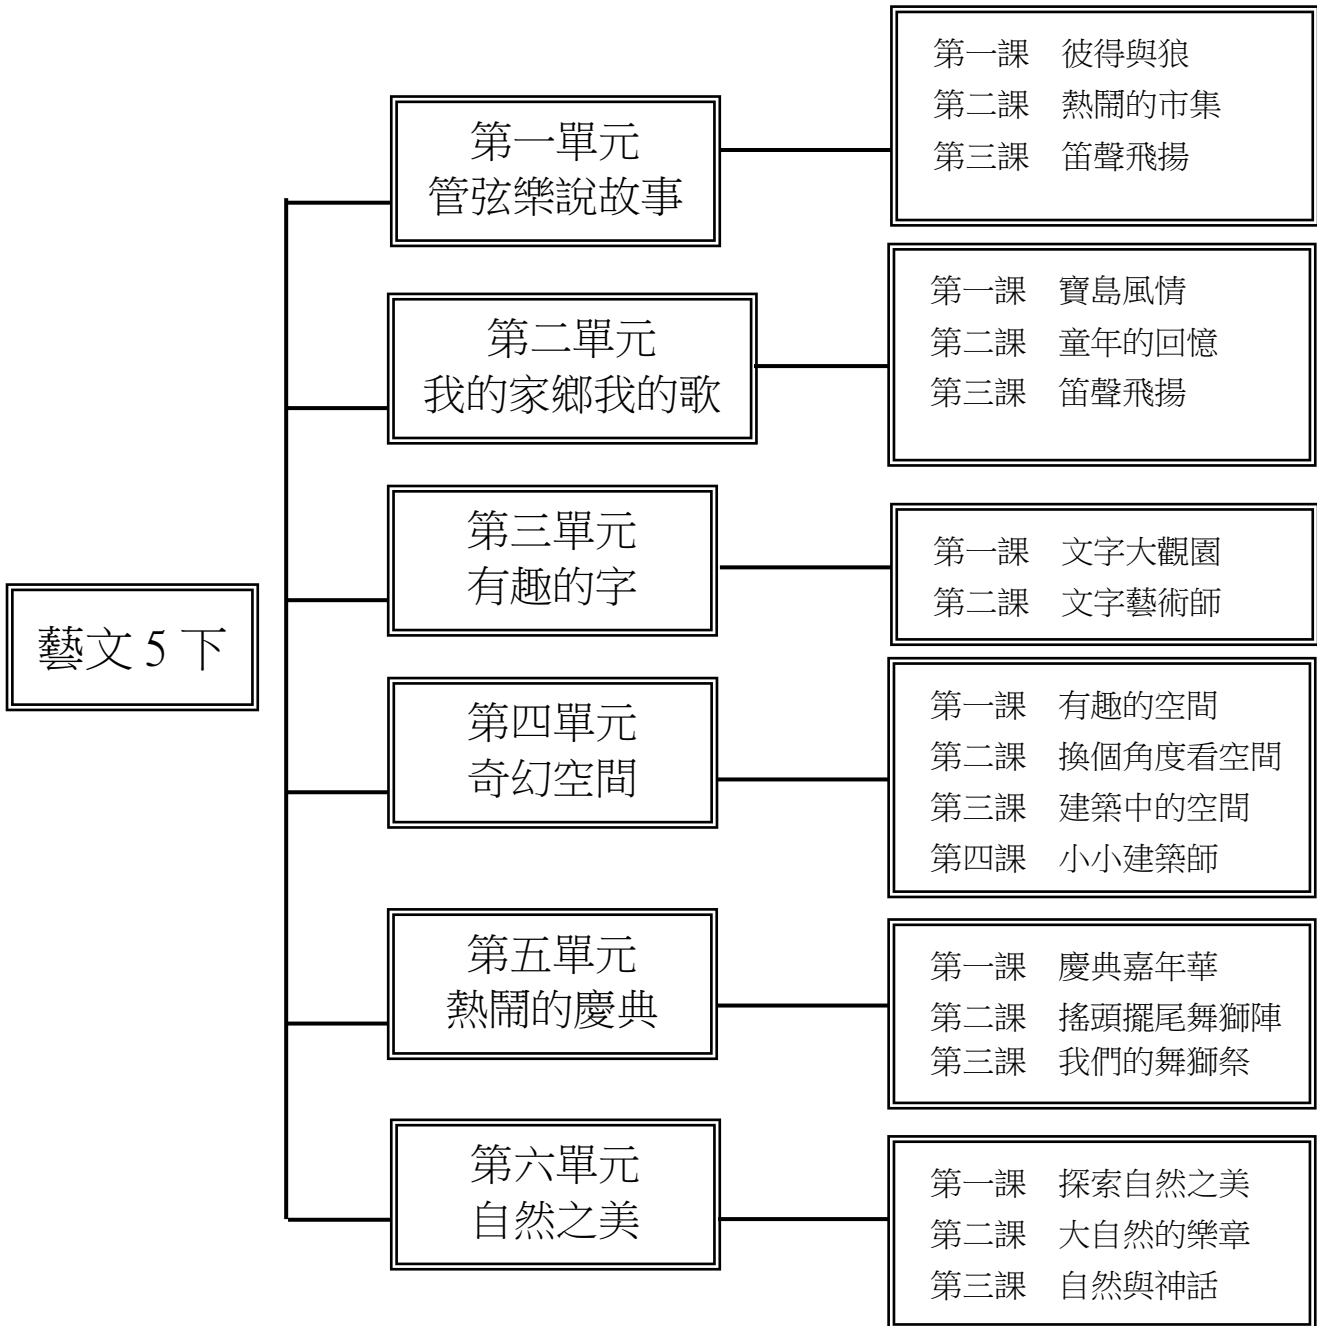 藝文5下
第一單元
管弦樂說故事
第一課　彼得與狼
第二課　熱鬧的市集
第三課　笛聲飛揚
第二單元
我的家鄉我的歌
第一課　寶島風情
第二課　童年的回憶
第三課　笛聲飛揚
第三單元
有趣的字
第一課　文字大觀園
第二課　文字藝術師
第四單元
奇幻空間
第一課　有趣的空間
第二課　換個角度看空間
第三課　建築中的空間
第四課　小小建築師
第五單元
熱鬧的慶典
第一課　慶典嘉年華
第二課　搖頭擺尾舞獅陣
第三課　我們的舞獅祭
第六單元
自然之美
第一課　探索自然之美
第二課　大自然的樂章
第三課　自然與神話